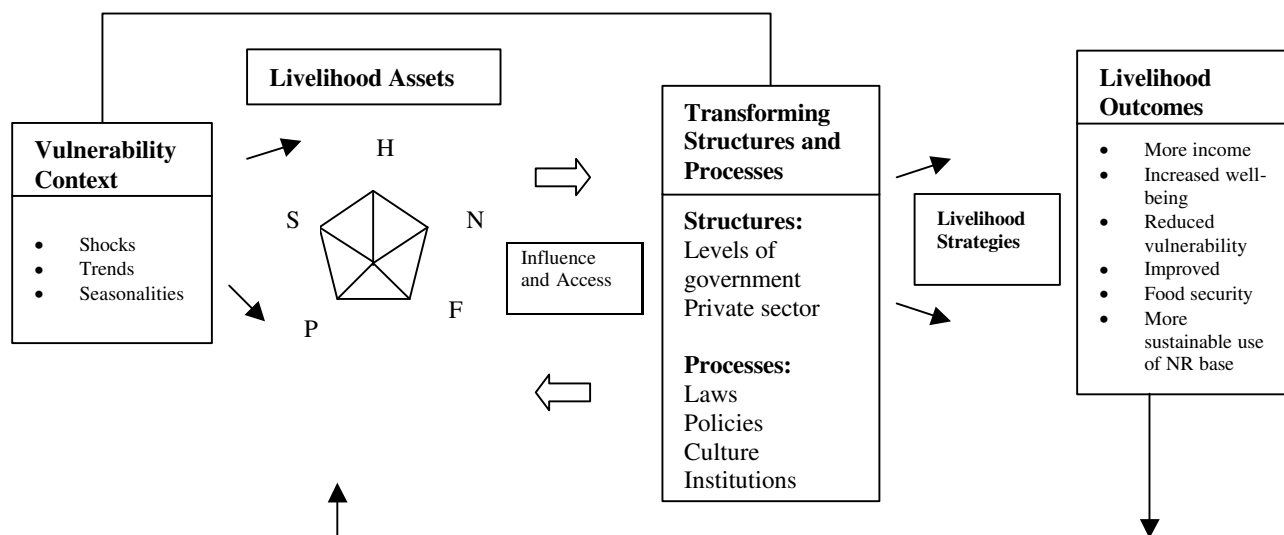 Vulnerability
Context
• Shocks
• Trends
• Seasonalities
Livelihood Assets
H
S
N
P
F
Influence
and Access
Transforming
Structures and
Processes
Structures:
Levels of
government
Private sector
Processes:
Laws
Policies
Culture
Institutions
Livelihood
Strategies
Livelihood
Outcomes
• More income
• Increased well-
being
• Reduced
vulnerability
• Improved
• Food security
• More
sustainable use
of NR base